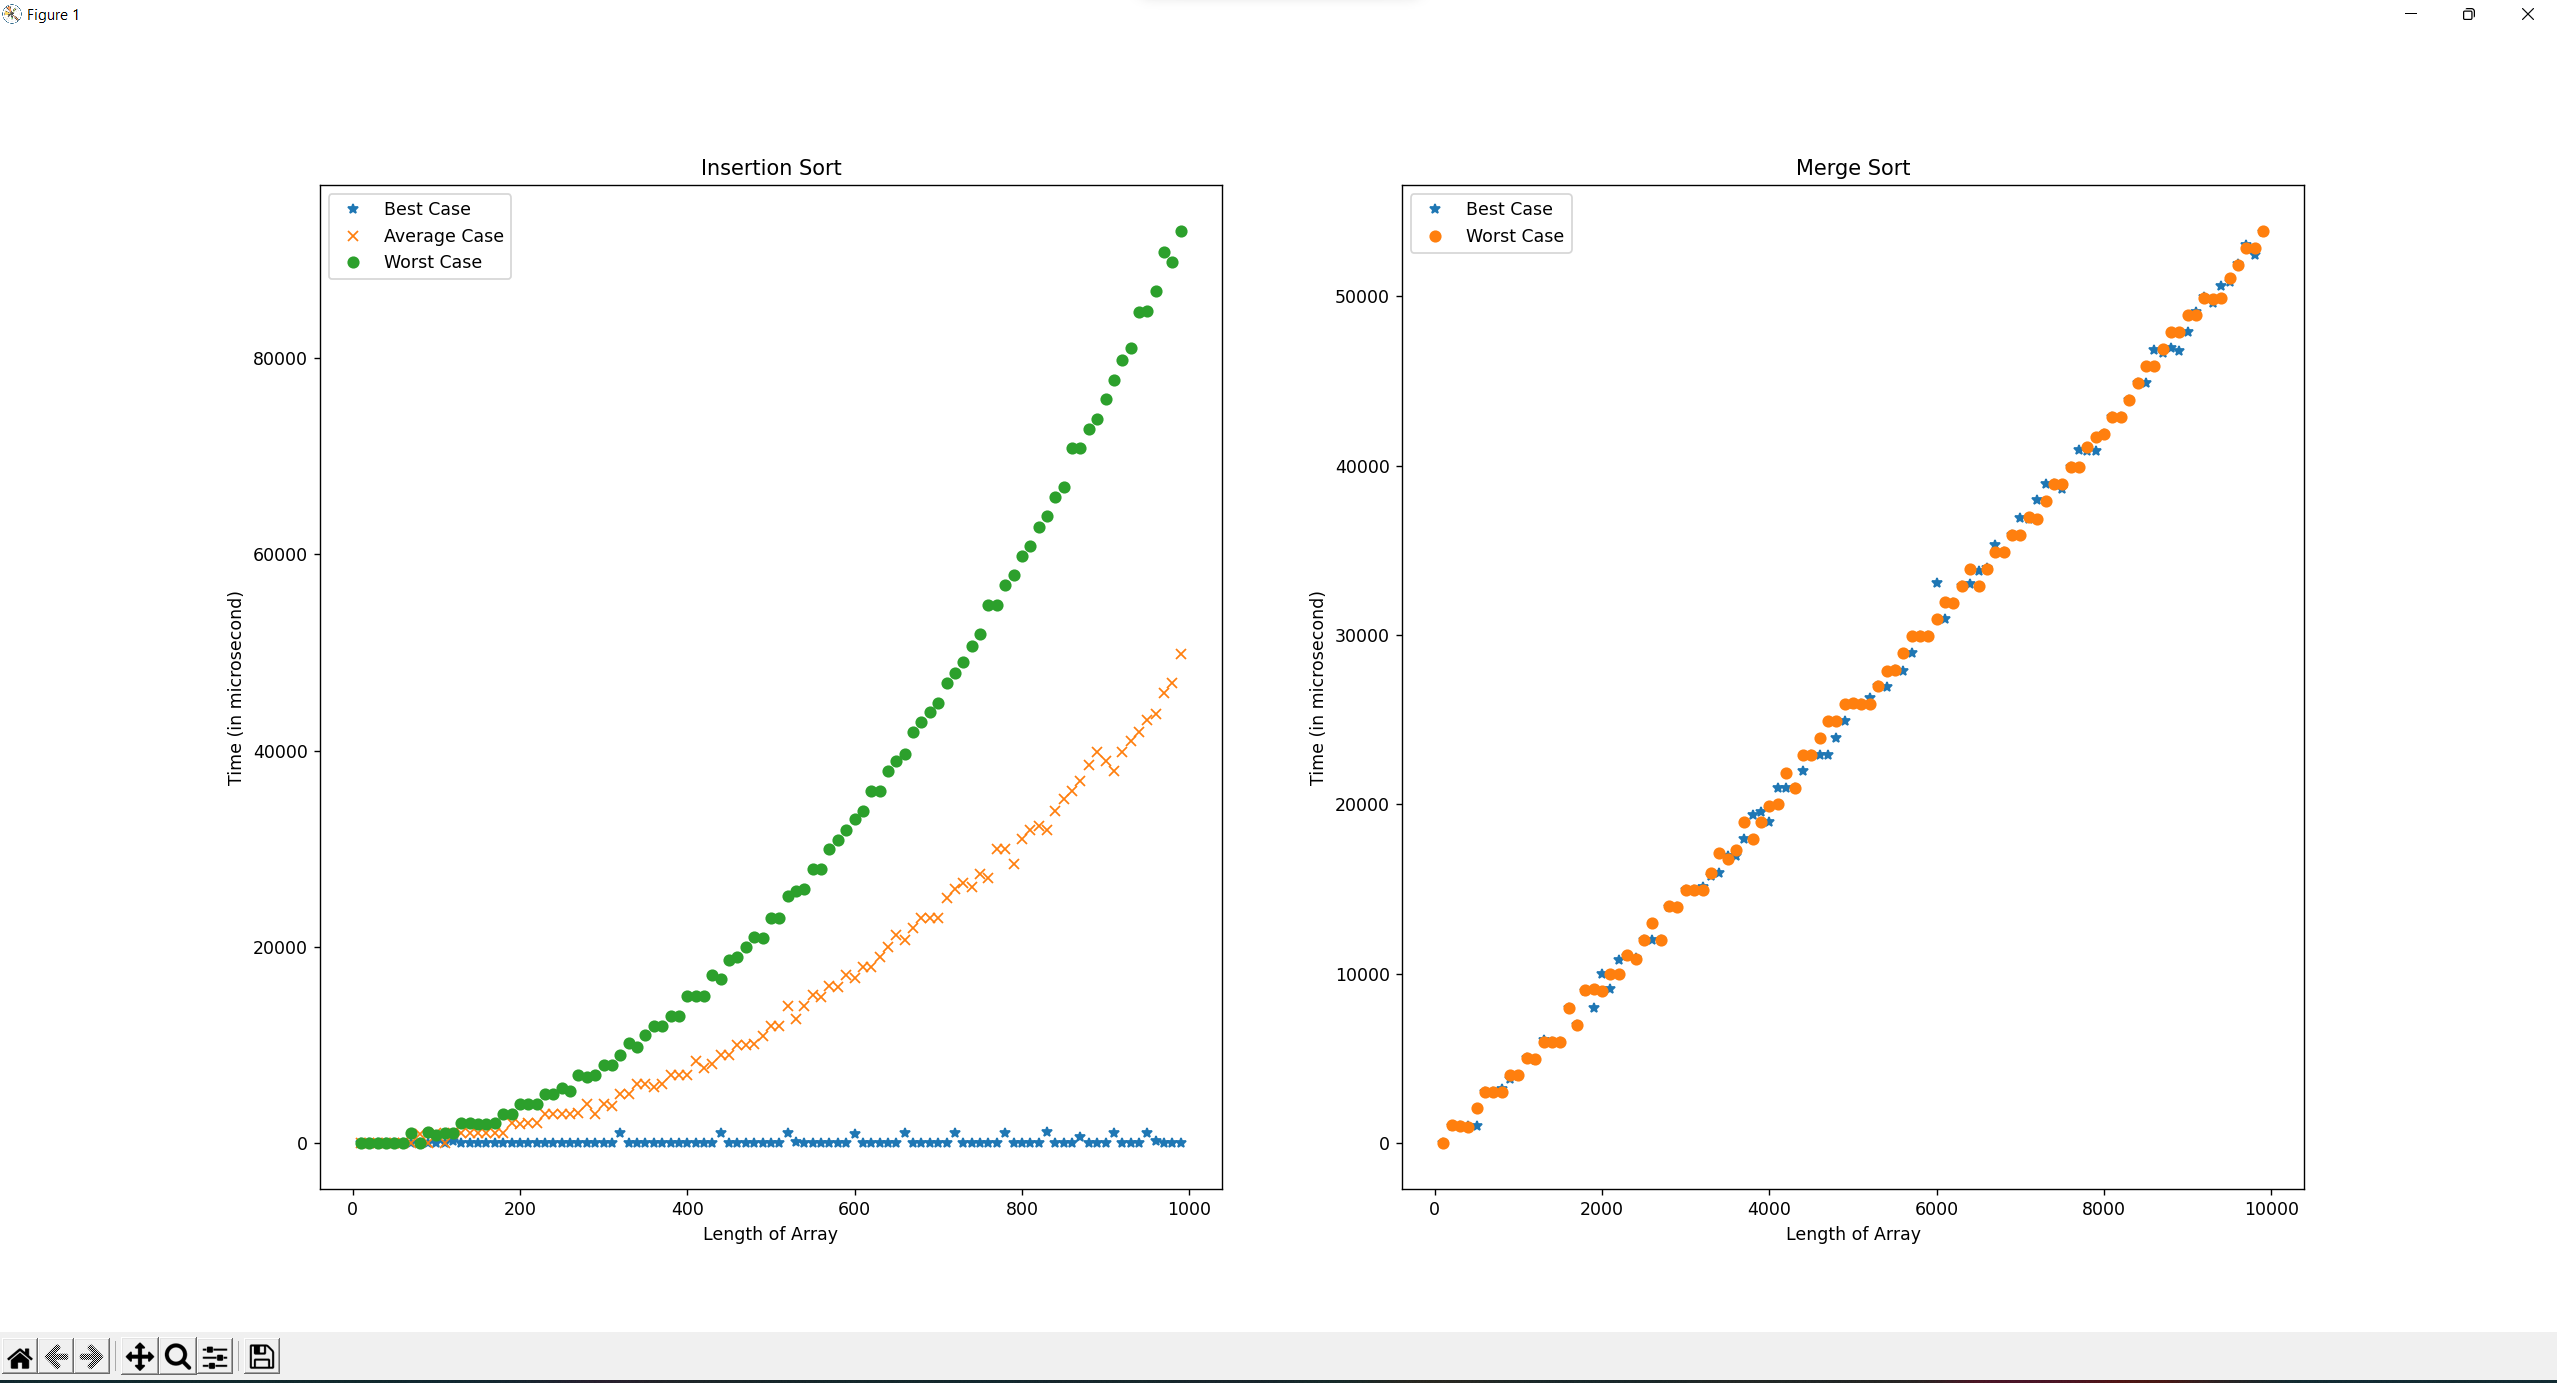 Figure 1
Insertion Sort
Best Case
Average Case
Worst Case
80000
60000
40000
20000
0
Time (in microsecond)
0 200 400 600 800 1000
Length of Array
Merge Sort
Best Case
Worst Case
50000
40000
30000
20000
10000
0
Time (in microsecond)
0 2000 4000 6000 8000 10000
Length of Array